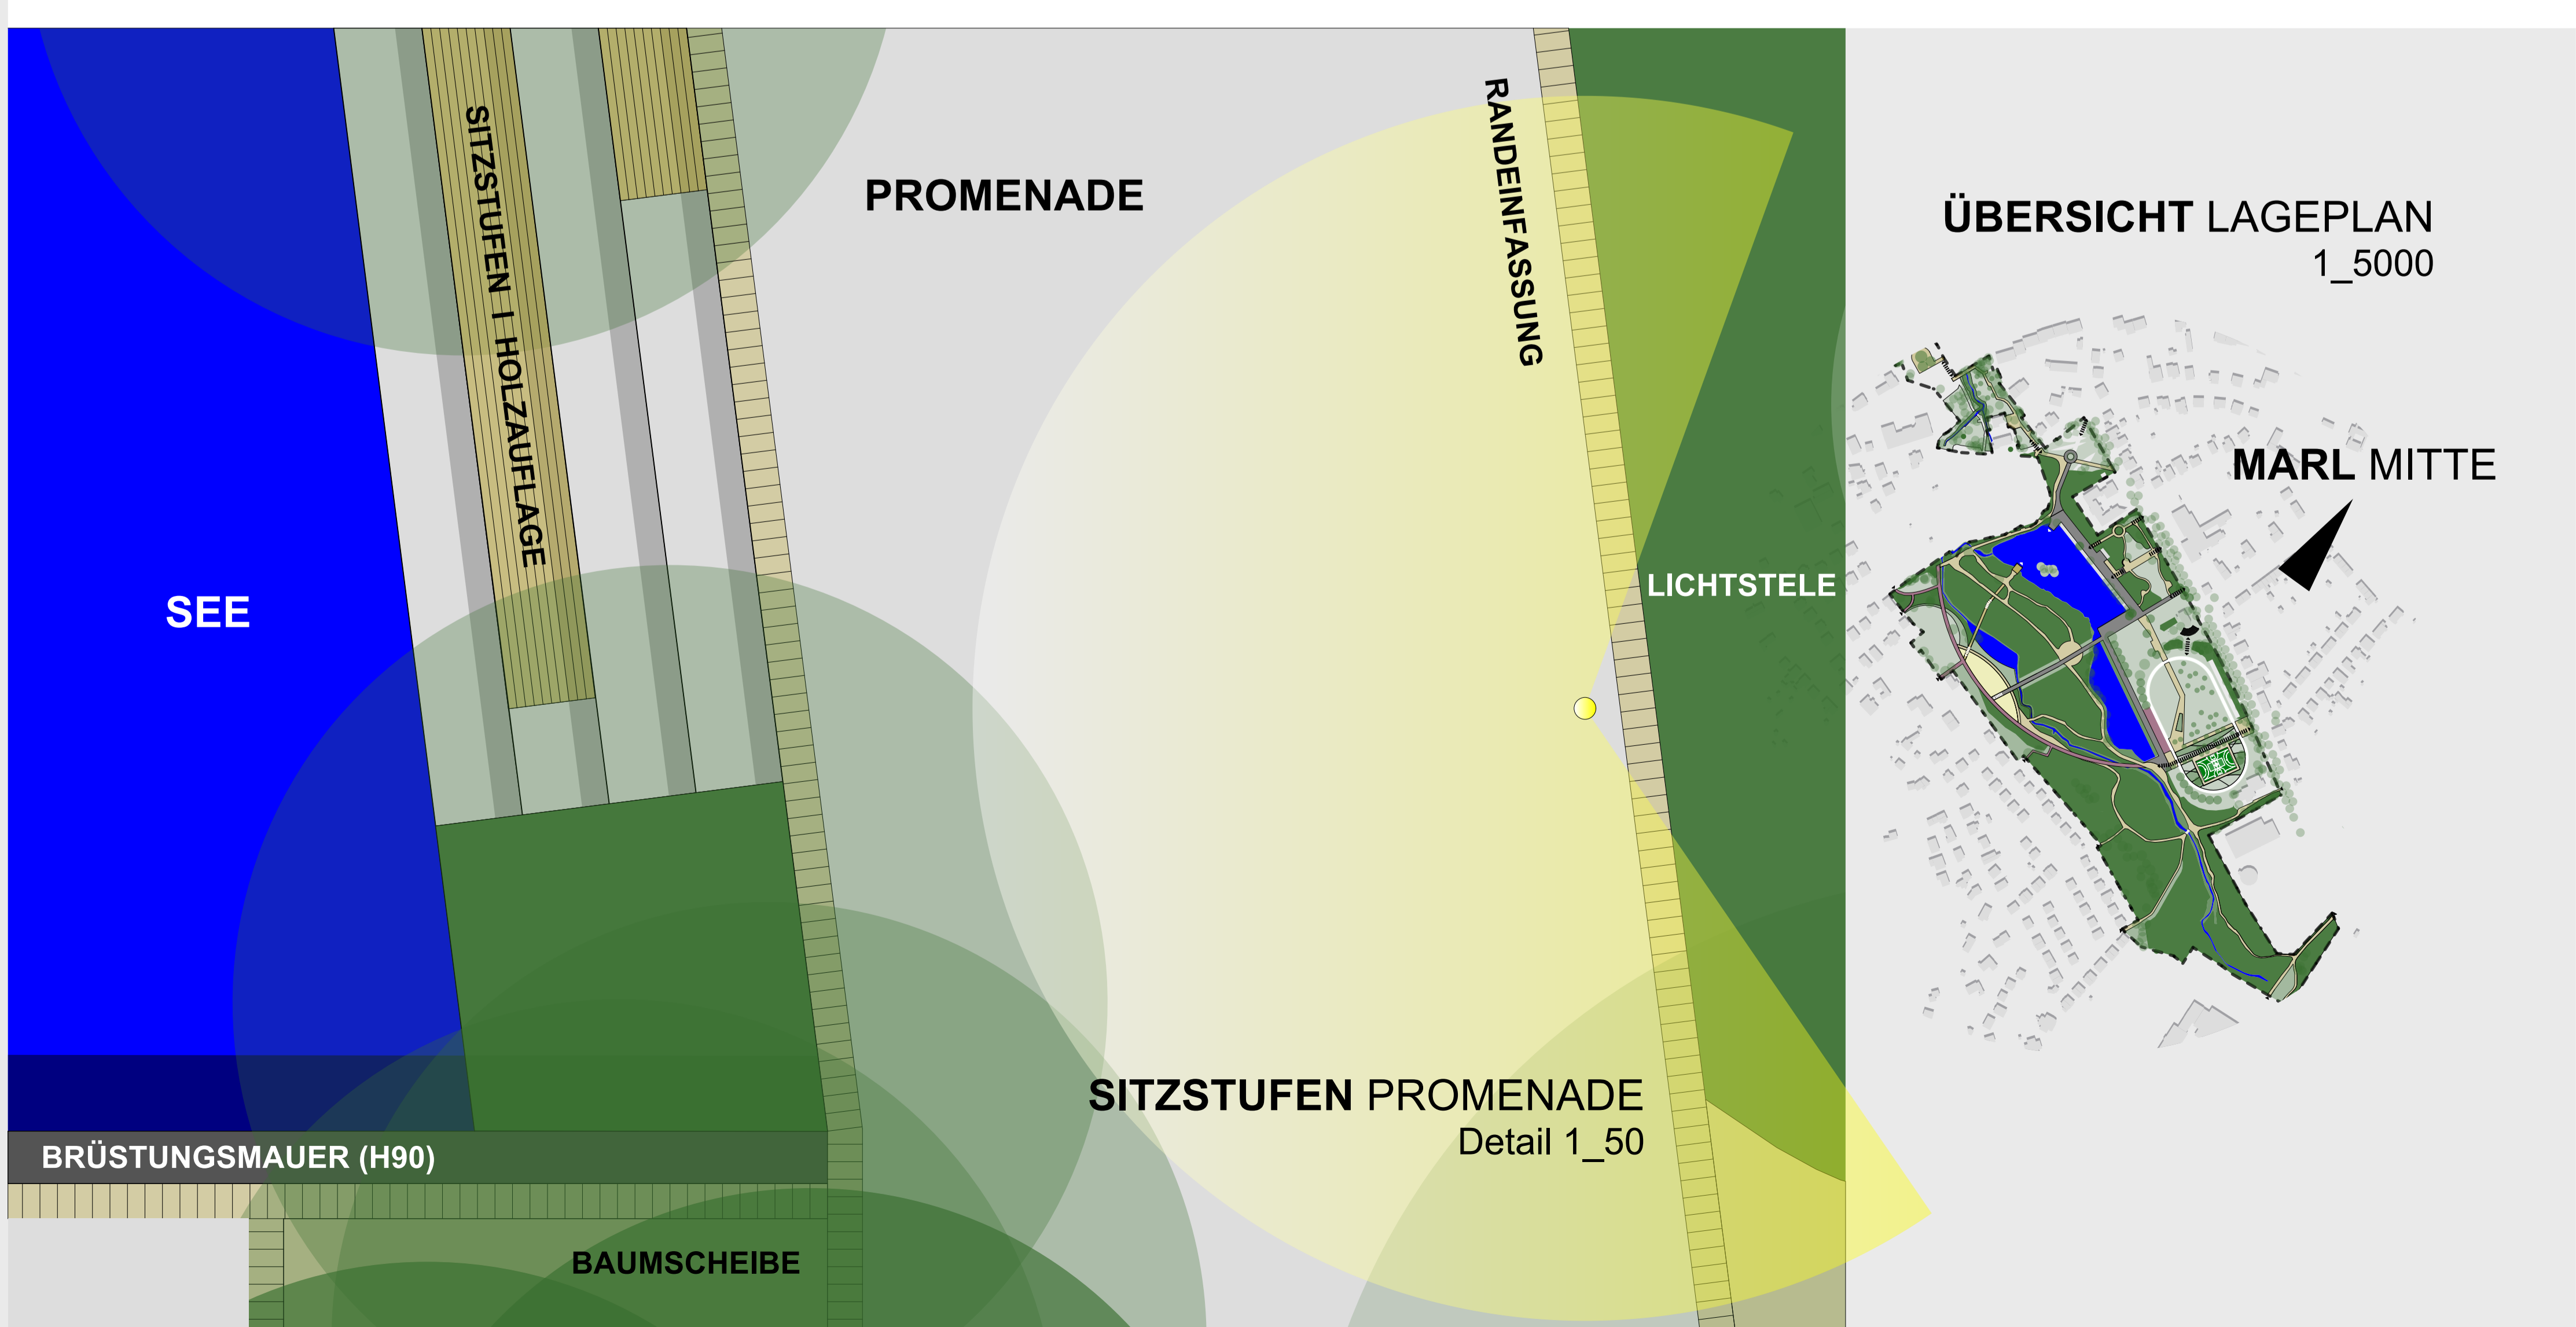 SITZSTUFEN I HOLZAUFLAGE
PROMENADE
RANDEINFASSUNG
SEE
LICHTSTELE
SITZSTUFEN PROMENADE
Detail 1_50
BRÜSTUNGSMAUER (H90)
BAUMSCHEIBE
ÜBERSICHT LAGEPLAN
1_5000
MARL MITTE